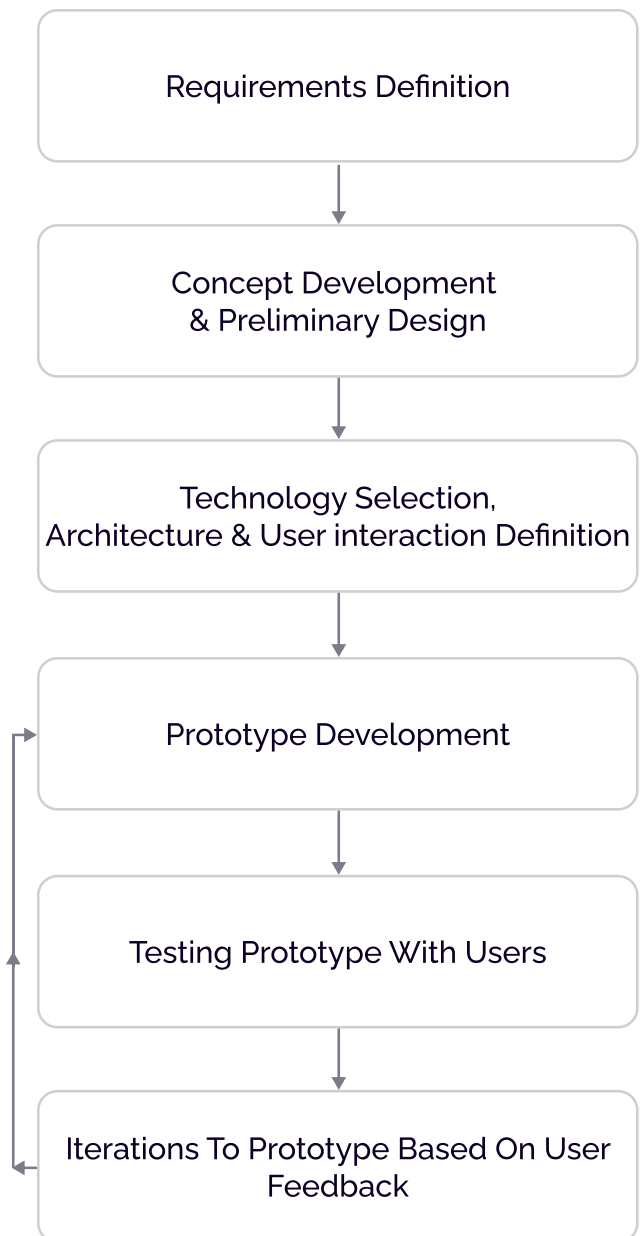 Requirements Definition
Concept Development
& Preliminary Design
Technology Selection,
Architecture & User interaction Definition
Prototype Development
Testing Prototype With Users
Iterations To Prototype Based On User
Feedback